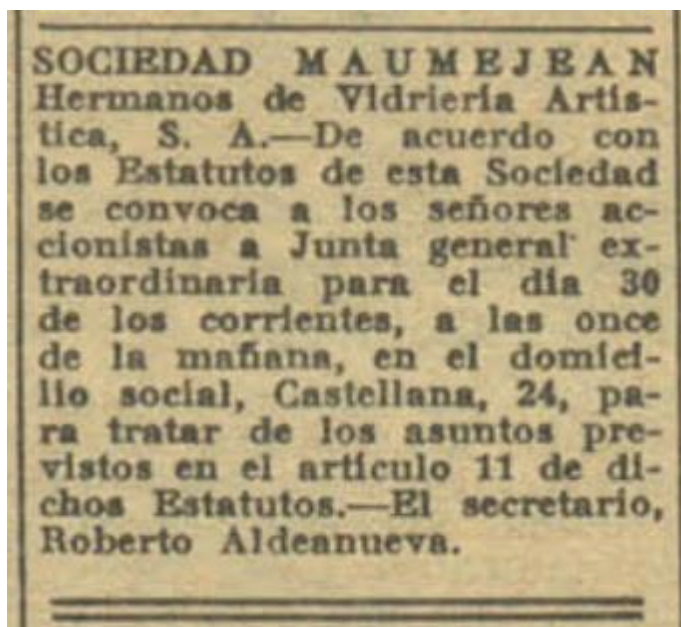 SOCIEDAD MAUMEJEAN
Hermanos de Vidriería Artís-
tica, S. A.—De acuerdo con
los Estatutos de esta Sociedad
se convoca a los señores ac-
cionistas a Junta general ex-
traordinaria para el día 30
de los corrientes, a las once
de la mañana, en el domici-
lio social, Castellana, 24, pa-
ra tratar de los asuntos pre-
vistos en el artículo 11 de di-
chos Estatutos.—El secretario,
Roberto Aldeanueva.